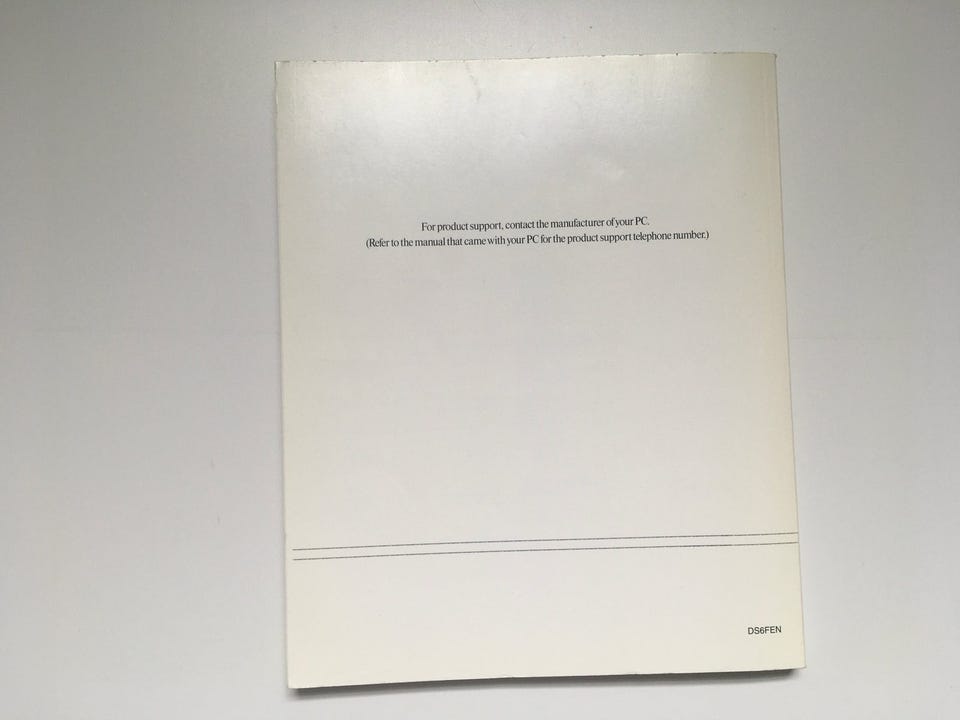 For product support, contact the manufacturer of your PC.
(Refer to the manual that came with your PC for the product support telephone number.)
DS6FEN